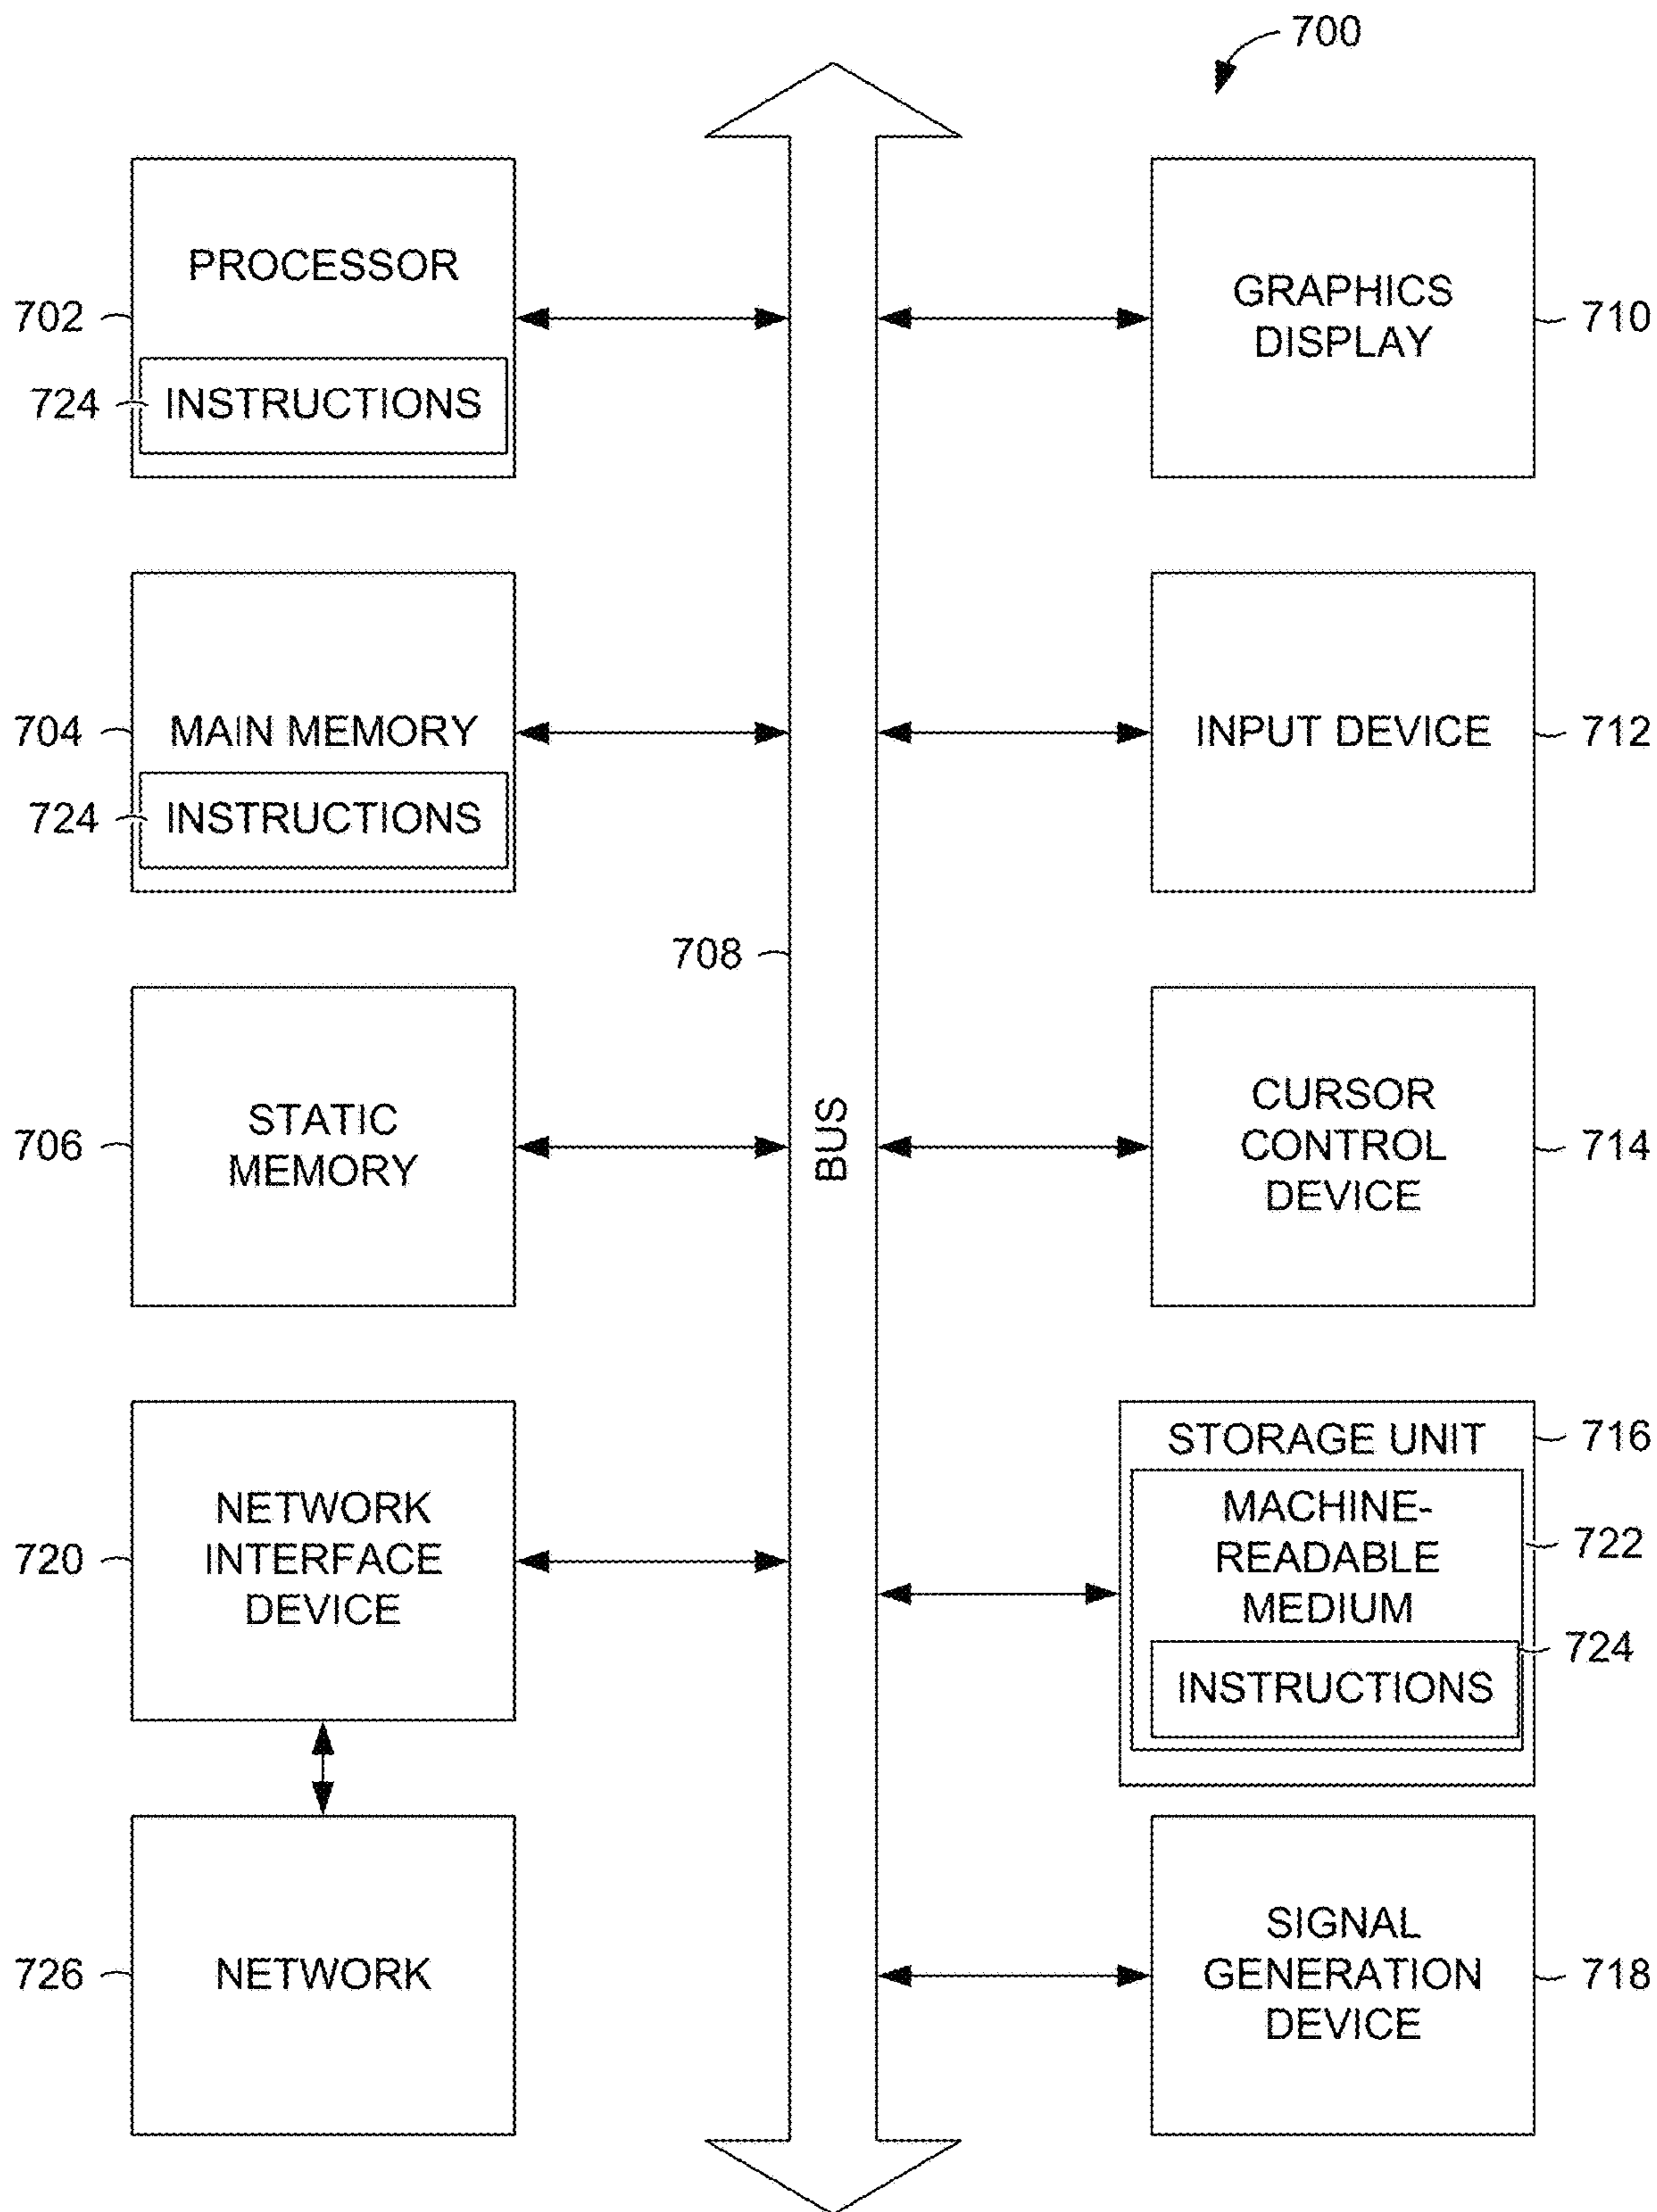 700
PROCESSOR
702
724
INSTRUCTIONS
GRAPHICS
DISPLAY
710
704
MAIN MEMORY
724
INSTRUCTIONS
INPUT DEVICE
712
708
BUS
706
STATIC
MEMORY
CURSOR
CONTROL
DEVICE
714
720
NETWORK
INTERFACE
DEVICE
STORAGE UNIT
716
MACHINE-
READABLE
MEDIUM
722
724
INSTRUCTIONS
726
NETWORK
SIGNAL
GENERATION
DEVICE
718